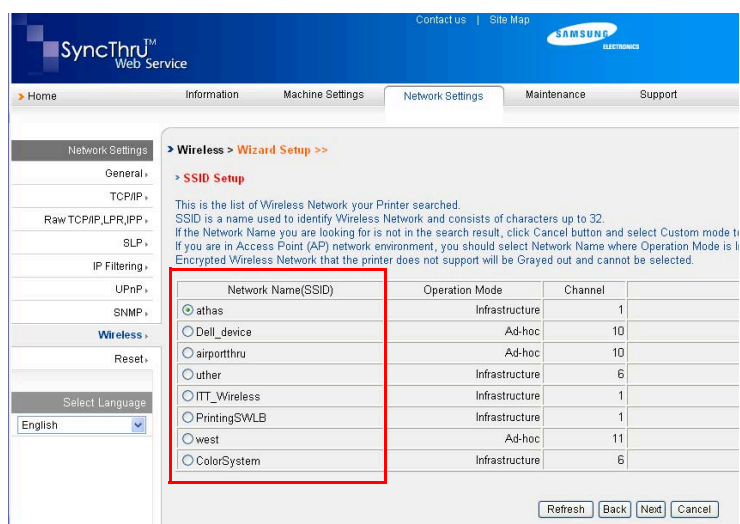 Contact us | Site Map
SAMSUNG
ELECTRONICS
SyncThru™
Web Service
Home
Information Machine Settings Network Settings Maintenance Support
Network Settings
General
TCP/IP
Raw TCP/IP,LPR,IPP
SLP
IP Filtering
UPnP
SNMP
Wireless
Reset
Select Language
English
Wireless > Wizard Setup >>
SSID Setup
This is the list of Wireless Network your Printer searched.
SSID is a name used to identify Wireless Network and consists of characters up to 32.
If the Network Name you are looking for is not in the search result, click Cancel button and select Custom mode to
If you are in Access Point (AP) network environment, you should select Network Name where Operation Mode is
Encrypted Wireless Network that the printer does not support will be Grayed out and cannot be selected.
Network Name(SSID) Operation Mode Channel
athas Infrastructure 1
Dell_device Ad-hoc 10
airportthru Ad-hoc 10
uther Infrastructure 6
ITT_Wireless Infrastructure 1
PrintingSWLB Infrastructure 1
west Ad-hoc 11
ColorSystem Infrastructure 6
Refresh Back Next Cancel